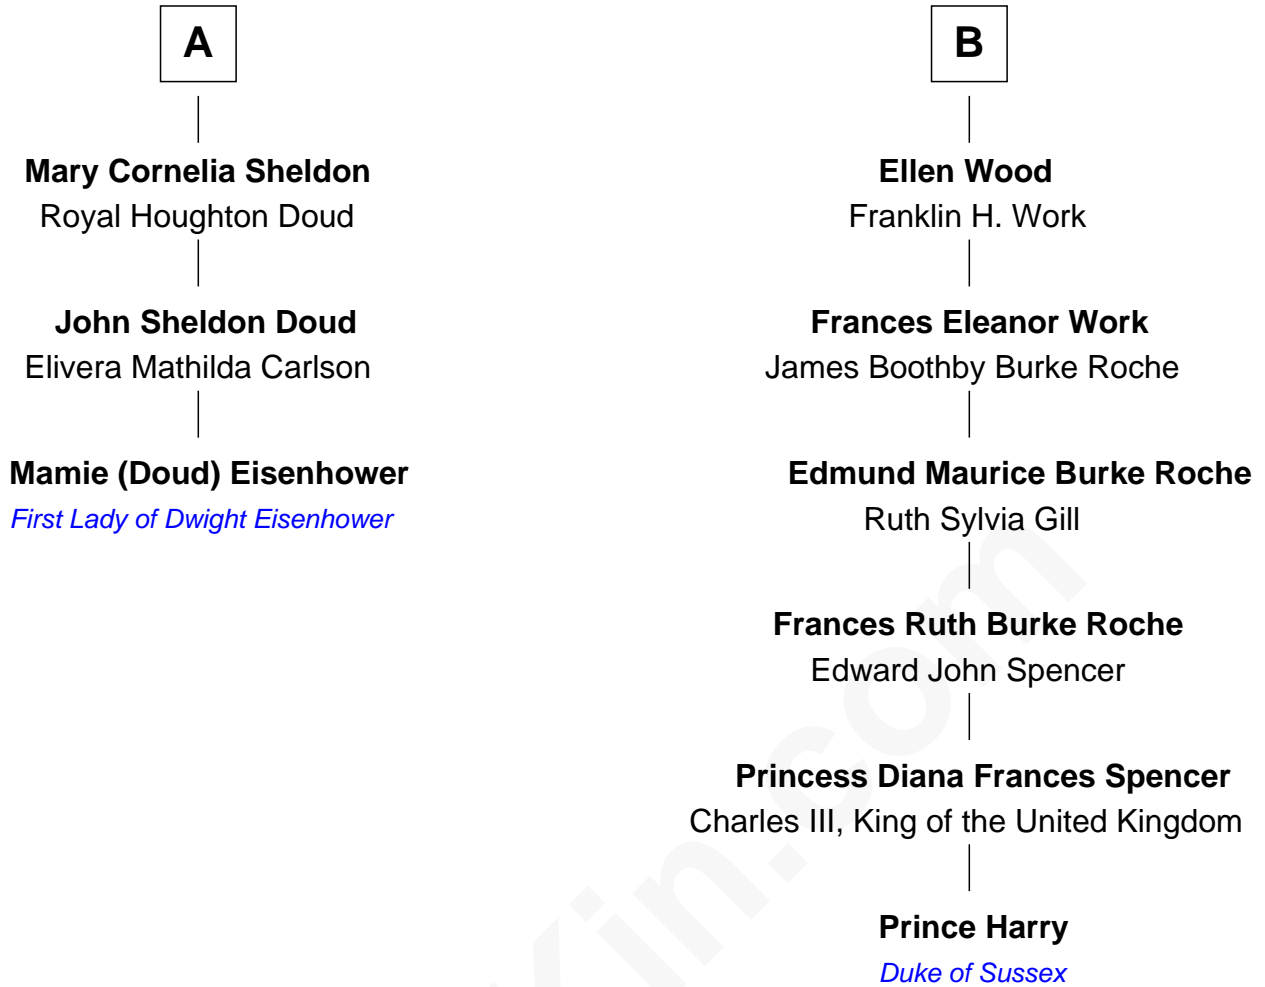 A
Mary Cornelia Sheldon
Royal Houghton Doud
John Sheldon Doud
Elivera Mathilda Carlson
Mamie (Doud) Eisenhower
First Lady of Dwight Eisenhower
B
Ellen Wood
Franklin H. Work
Frances Eleanor Work
James Boothby Burke Roche
Edmund Maurice Burke Roche
Ruth Sylvia Gill
Frances Ruth Burke Roche
Edward John Spencer
Princess Diana Frances Spencer
Charles III, King of the United Kingdom
Prince Harry
Duke of Sussex
Kin.com